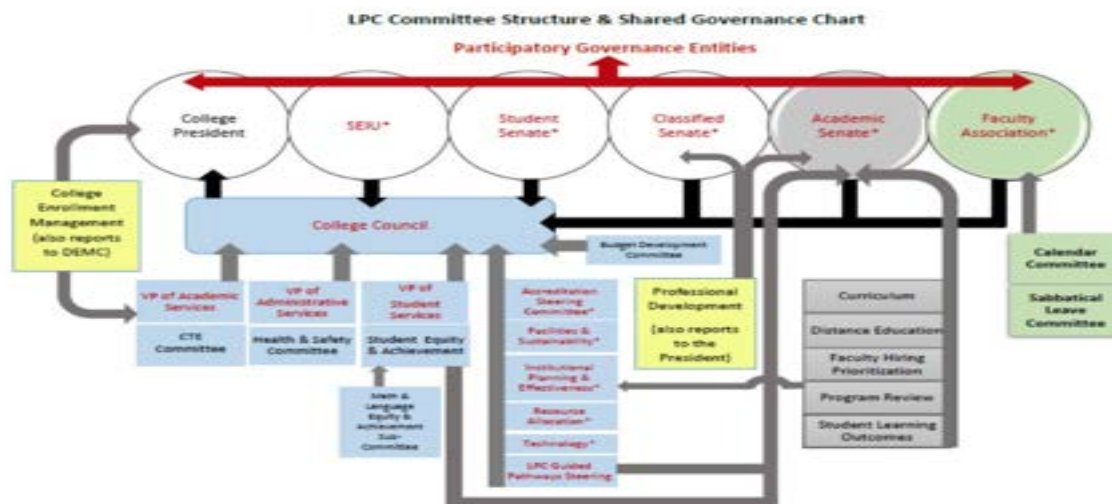 LPC Committee Structure & Shared Governance Chart
Participatory Governance Entities
College
President
SEIU*
Student
Senate*
Classified
Senate*
Academic
Senate*
Faculty
Association*
College
Enrollment
Management
(also reports
to DEMC)
College Council
Budget Development
Committee
VP of Academic
Services
CTE
Committee
VP of
Administrative
Services
Health & Safety
Committee
VP of
Student
Services
Student Equity
& Achievement
Math &
Language
Equity &
Achievement
Sub-
Committee
Accreditation
Steering
Committee*
Facilities &
Sustainability*
Institutional
Planning &
Effectiveness*
Resource
Allocation*
Technology*
LPC Guided
Pathways Steering
Professional
Development
(also reports
to the
President)
Curriculum
Distance Education
Faculty Hiring
Prioritization
Program Review
Student Learning
Outcomes
Calendar
Committee
Sabbatical
Leave
Committee